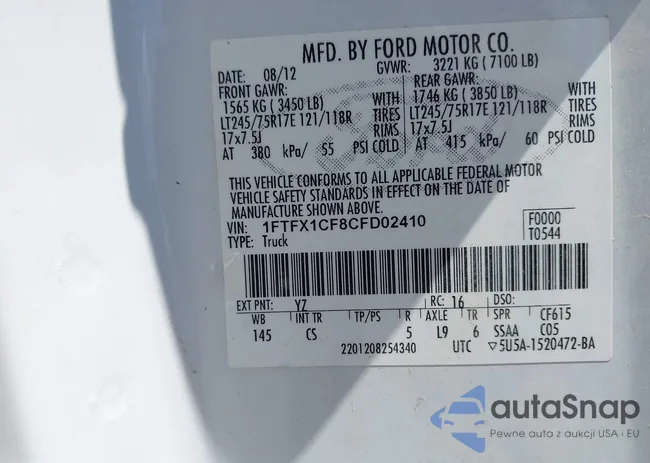 MFD. BY FORD MOTOR CO.
DATE: 08/12 GVWR: 3221 KG ( 7100 LB)
FRONT GAWR: REAR GAWR:
1565 KG ( 3450 LB) WITH 1746 KG ( 3850 LB) WITH
LT245/75R17E 121/118R TIRES LT245/75R17E 121/118R TIRES
17x7.5J RIMS 17x7.5J RIMS
AT 380 kPa/ 55 PSI COLD AT 415 kPa/ 60 PSI COLD
THIS VEHICLE CONFORMS TO ALL APPLICABLE FEDERAL MOTOR
VEHICLE SAFETY STANDARDS IN EFFECT ON THE DATE OF
MANUFACTURE SHOWN ABOVE.
VIN: 1FTFX1CF8CFD02410 F0000
TYPE: Truck T0544
EXT PNT: YZ RC: 16 DSO:
WB INT TR TP/PS R AXLE TR SPR CF615
145 CS 5 L9 6 SSAA C05
2201208254340 UTC ▽5U5A-1520472-BA
Ford
autaSnap
Pewne auta z aukcji USA i EU